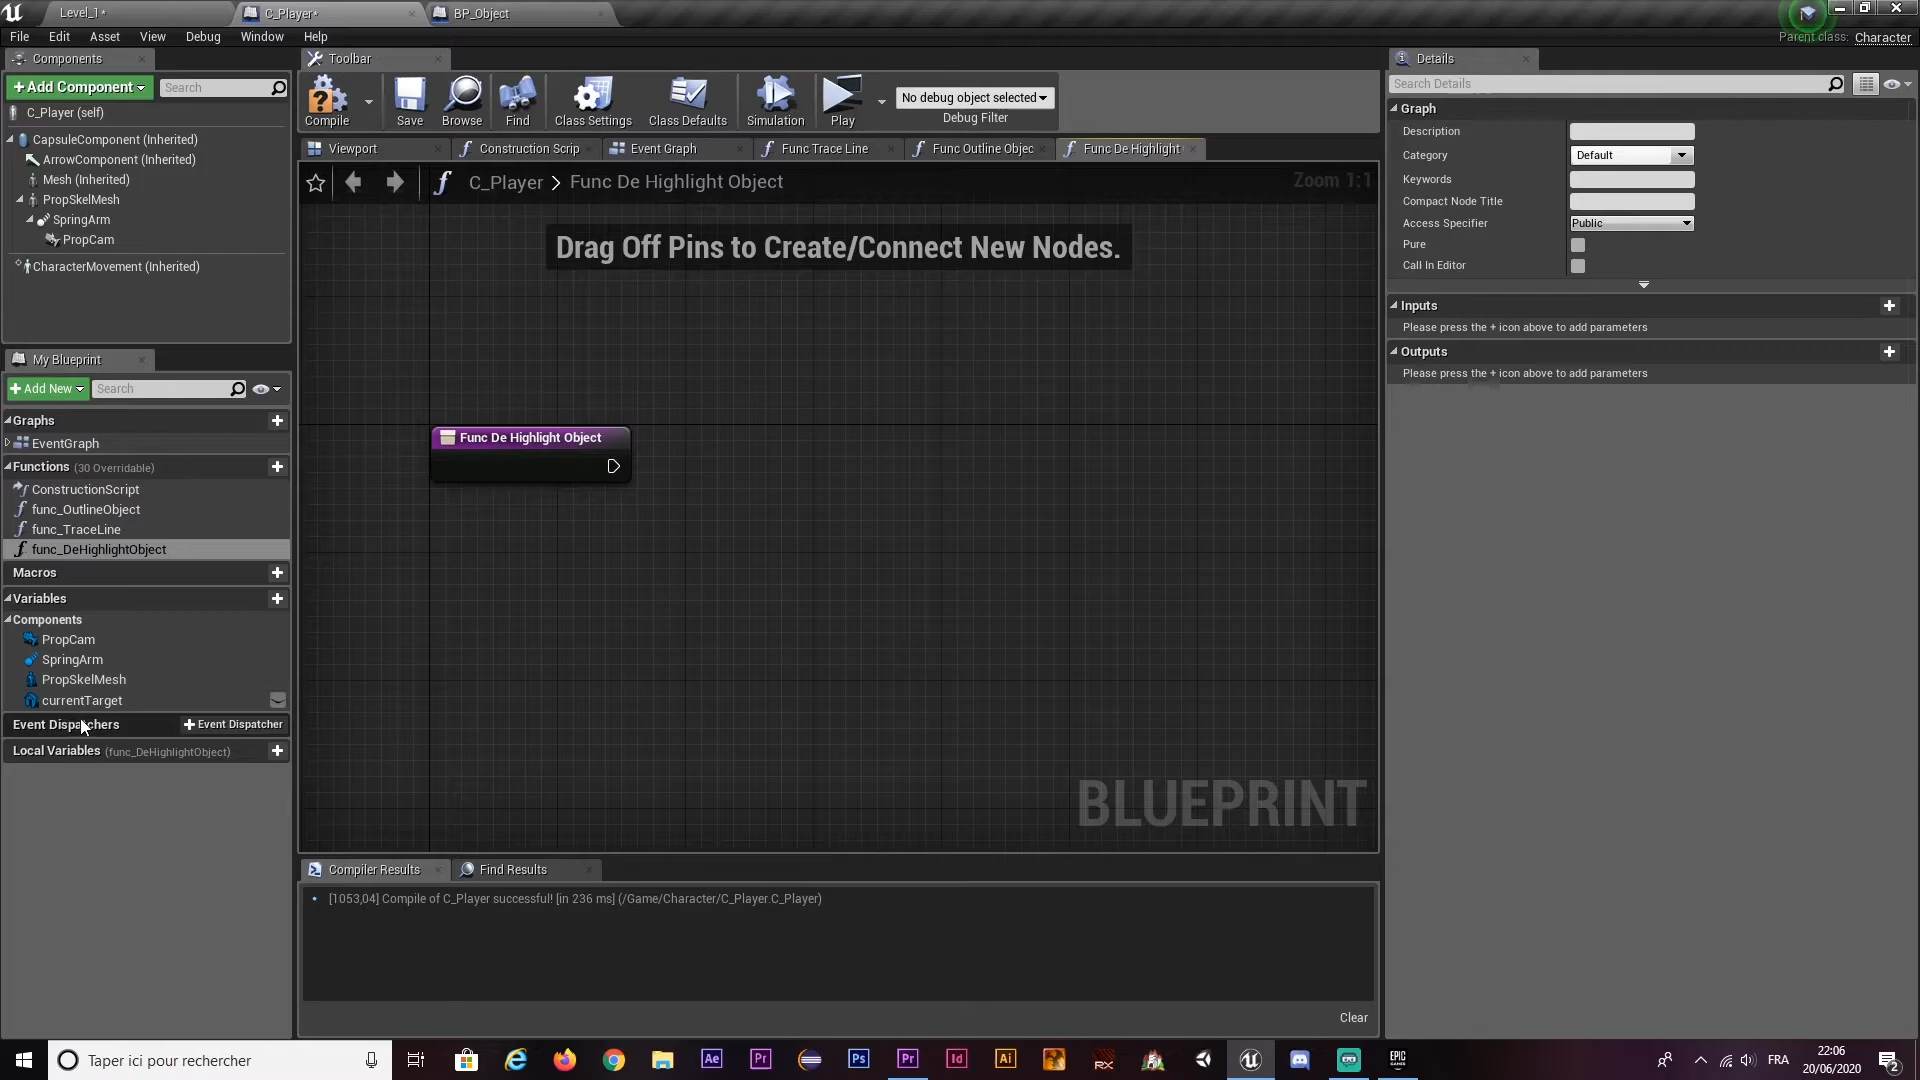 Level_1*
C_Player*
BP_Object
File Edit Asset View Debug Window Help
Parent class: Character
Components
+Add Component
Search
C_Player (self)
CapsuleComponent (Inherited)
ArrowComponent (Inherited)
Mesh (Inherited)
PropSkelMesh
SpringArm
PropCam
CharacterMovement (Inherited)
My Blueprint
+Add New
Search
Graphs
EventGraph
Functions (30 Overridable)
ConstructionScript
func_OutlineObject
func_TraceLine
func_DeHighlightObject
Macros
Variables
Components
PropCam
SpringArm
PropSkelMesh
currentTarget
Event Dispatchers
+ Event Dispatcher
Local Variables (func_DeHighlightObject)
Toolbar
Compile
Save
Browse
Find
Class Settings
Class Defaults
Simulation
Play
No debug object selected
Debug Filter
Viewport
Construction Scrip
Event Graph
Func Trace Line
Func Outline Objec
Func De Highlight
C_Player > Func De Highlight Object
Zoom 1:1
Drag Off Pins to Create/Connect New Nodes.
Func De Highlight Object
BLUEPRINT
Compiler Results
Find Results
[1053,04] Compile of C_Player successful! [in 236 ms] (/Game/Character/C_Player.C_Player)
Clear
Details
Search Details
Graph
Description
Category
Default
Keywords
Compact Node Title
Access Specifier
Public
Pure
Call In Editor
Inputs
Please press the + icon above to add parameters
Outputs
Please press the + icon above to add parameters
Taper ici pour rechercher
Ae
Pr
Ps
Pr
Id
Ai
RX
EPIC
GAMES
FRA
22:06
20/06/2020
2